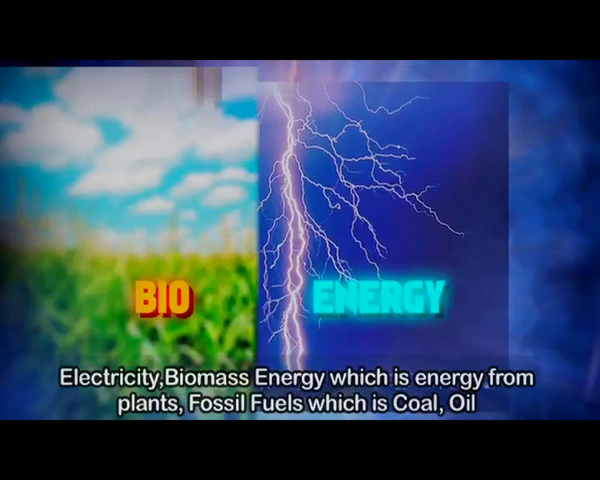 BIO ENERGY
Electricity,Biomass Energy which is energy from
plants, Fossil Fuels which is Coal, Oil